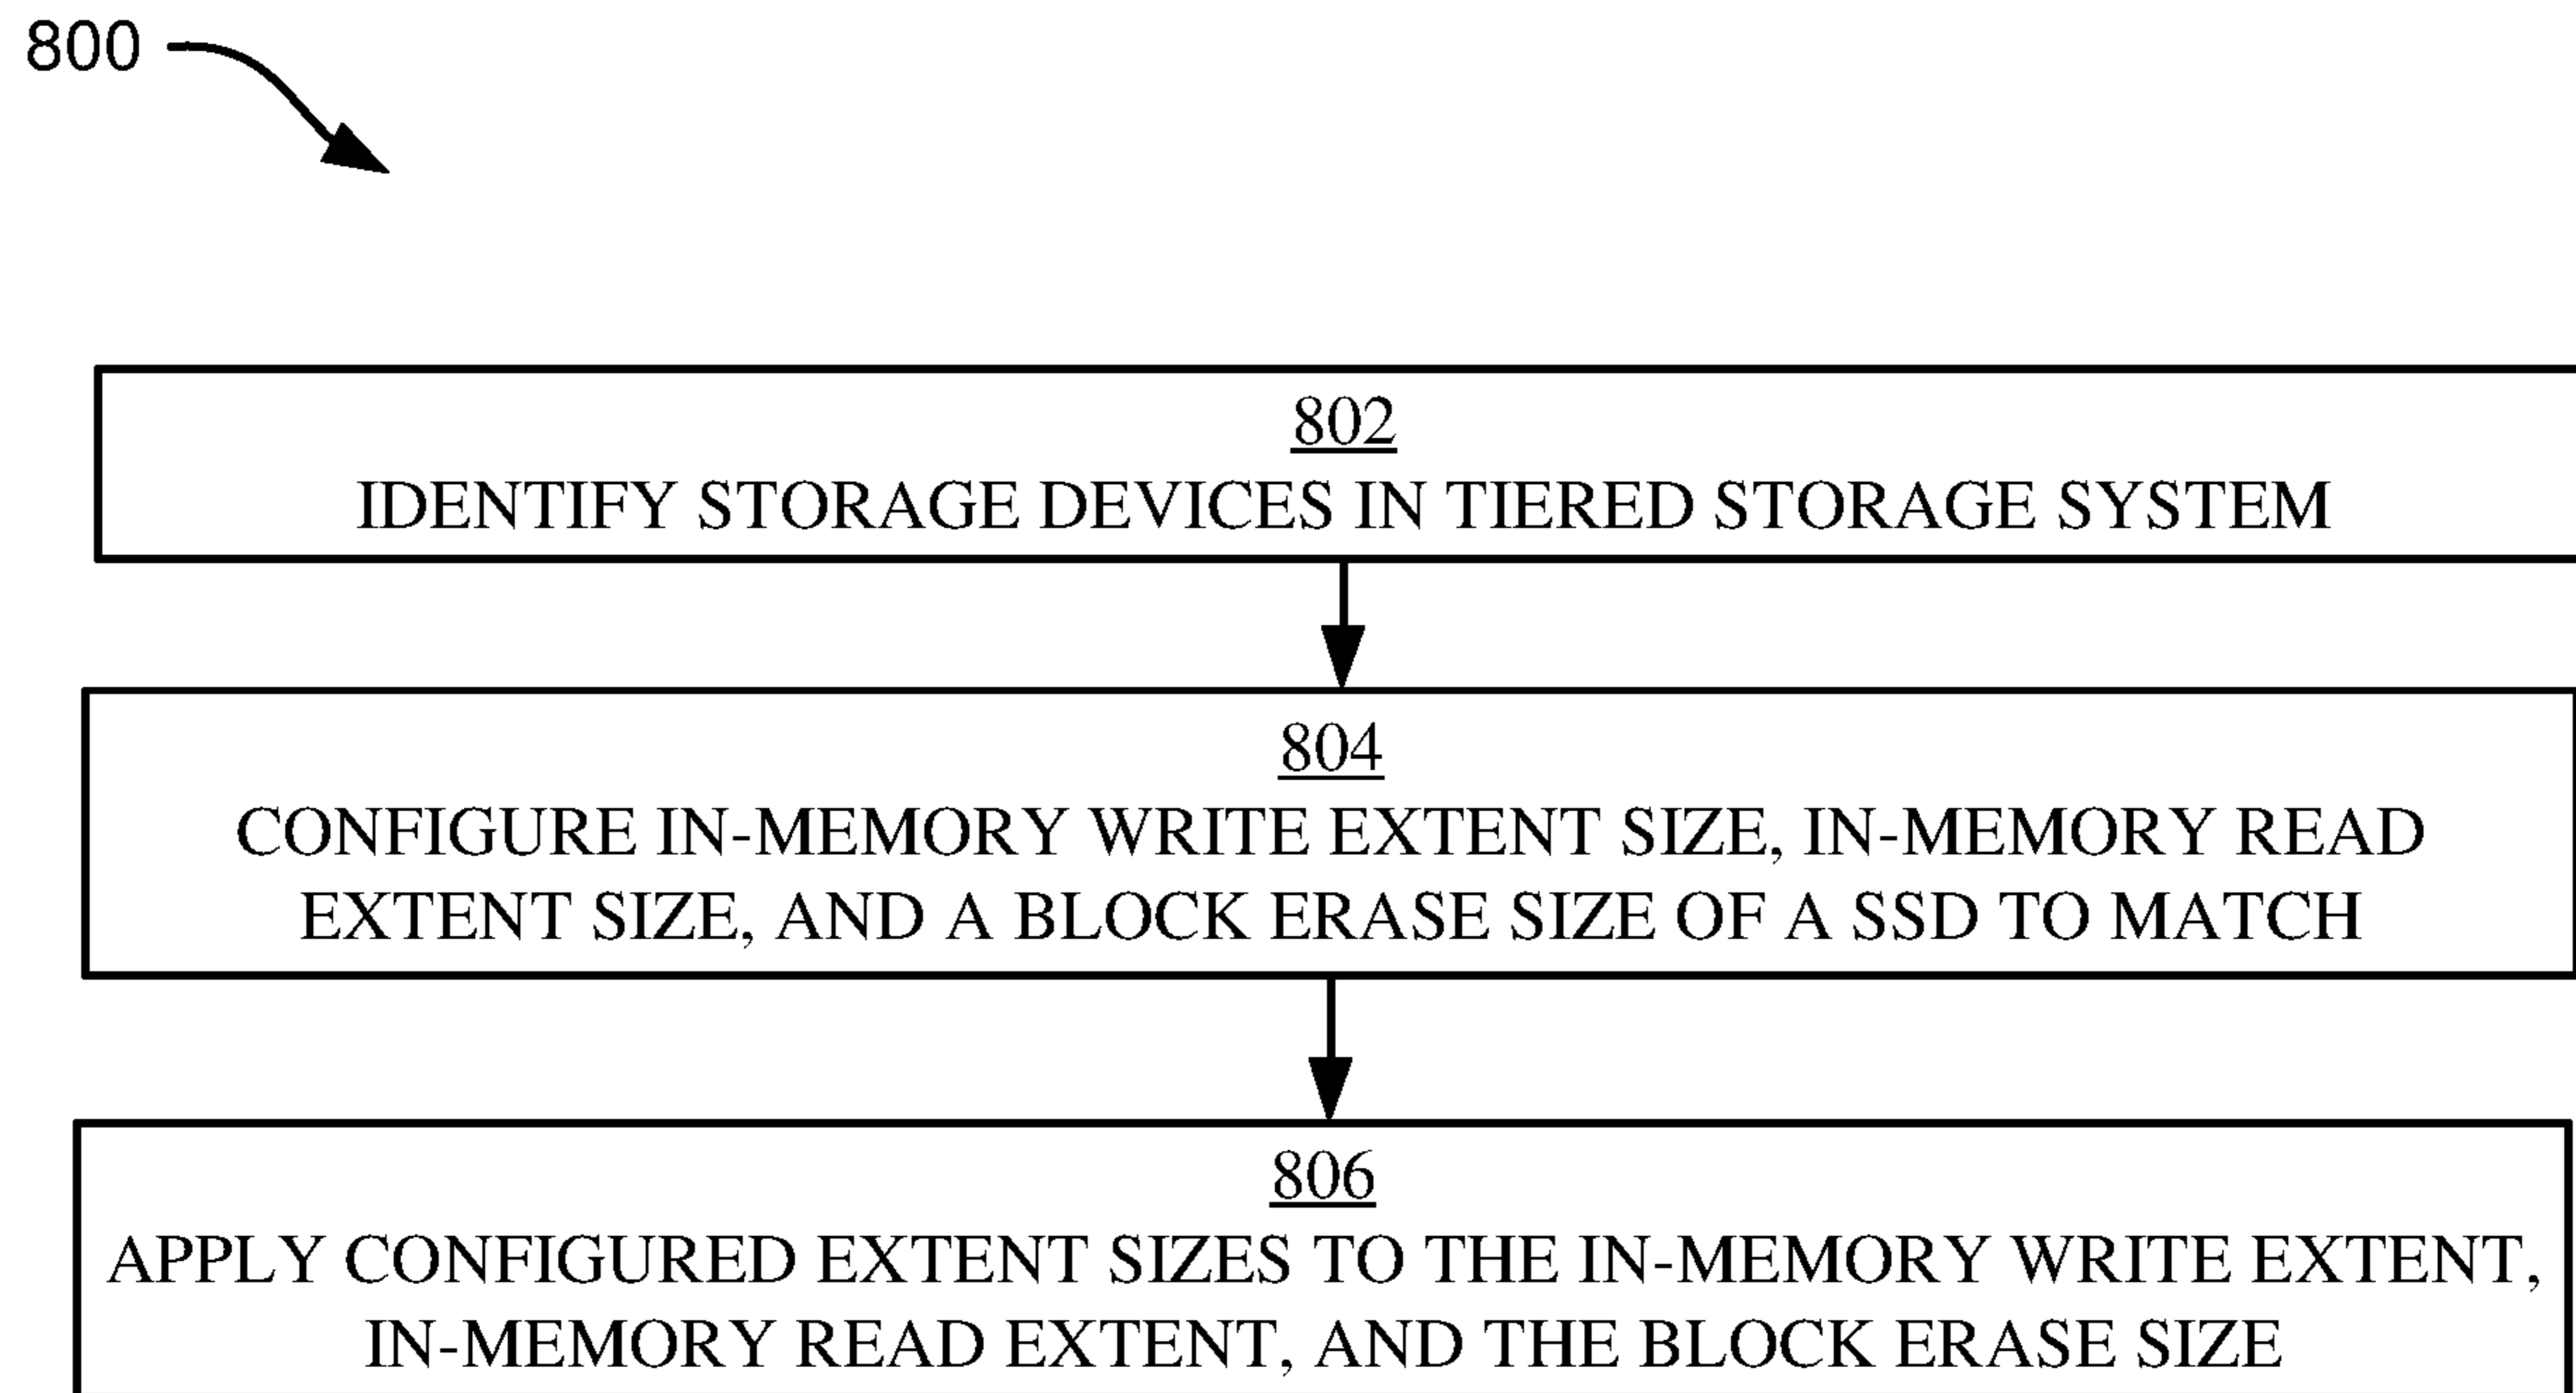 800
802
IDENTIFY STORAGE DEVICES IN TIERED STORAGE SYSTEM
804
CONFIGURE IN-MEMORY WRITE EXTENT SIZE, IN-MEMORY READ
EXTENT SIZE, AND A BLOCK ERASE SIZE OF A SSD TO MATCH
806
APPLY CONFIGURED EXTENT SIZES TO THE IN-MEMORY WRITE EXTENT,
IN-MEMORY READ EXTENT, AND THE BLOCK ERASE SIZE